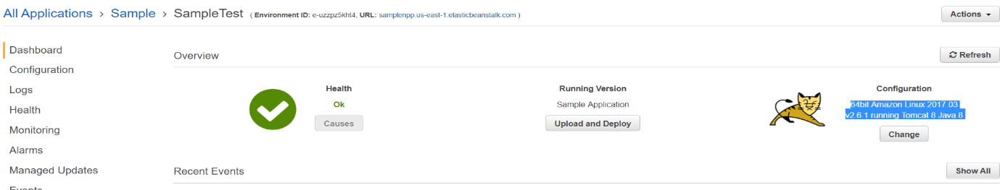 All Applications › Sample › SampleTest ( Environment ID: e-uzzpz5kht4, URL: samplenpp.us-east-1.elasticbeanstalk.com )
Actions
Dashboard
Configuration
Logs
Health
Monitoring
Alarms
Managed Updates
Events
Overview
Refresh
Health
Ok
Causes
Running Version
Sample Application
Upload and Deploy
Configuration
64bit Amazon Linux 2017.03
v2.6.1 running Tomcat 8 Java 8
Change
Recent Events
Show All